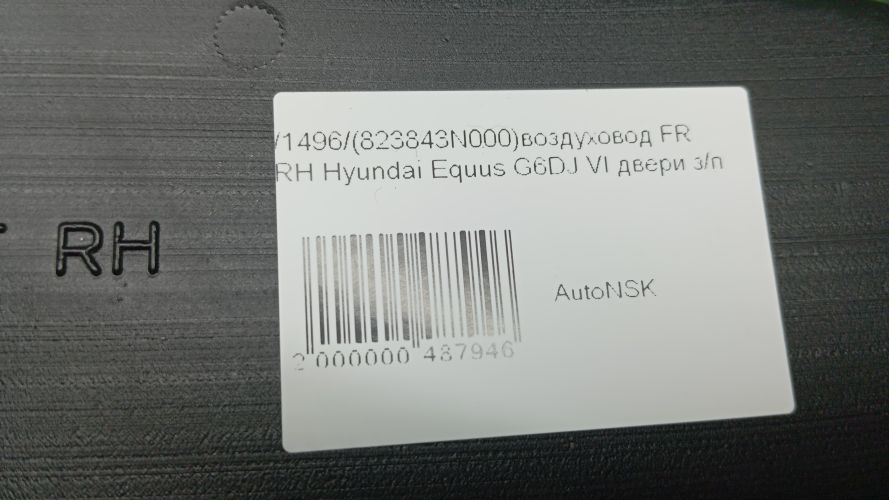 RH
/1496/(823843N000)воздуховод FR
RH Hyundai Equus G6DJ VI двери з/п
AutoNSK
2 000000 487946